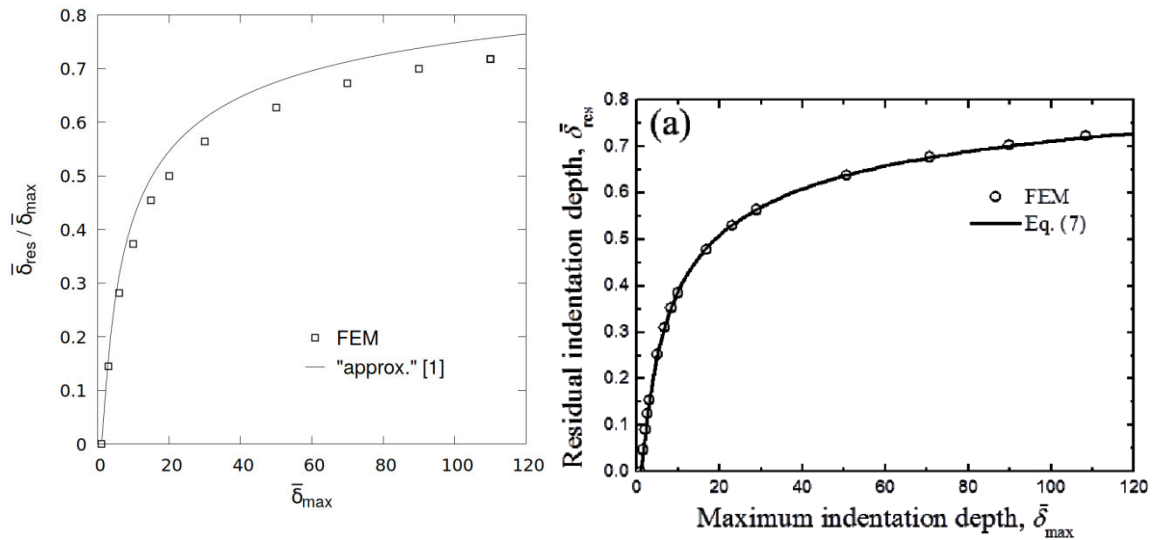 0.8
0.7
0.6
0.5
0.4
0.3
0.2
0.1
0
δ̄res / δ̄max
FEM
"approx." [1]
0 20 40 60 80 100 120
δ̄max
(a)
0.8
0.7
0.6
0.5
0.4
0.3
0.2
0.1
0.0
Residual indentation depth, δ̄res
FEM
Eq. (7)
0 20 40 60 80 100 120
Maximum indentation depth, δ̄max